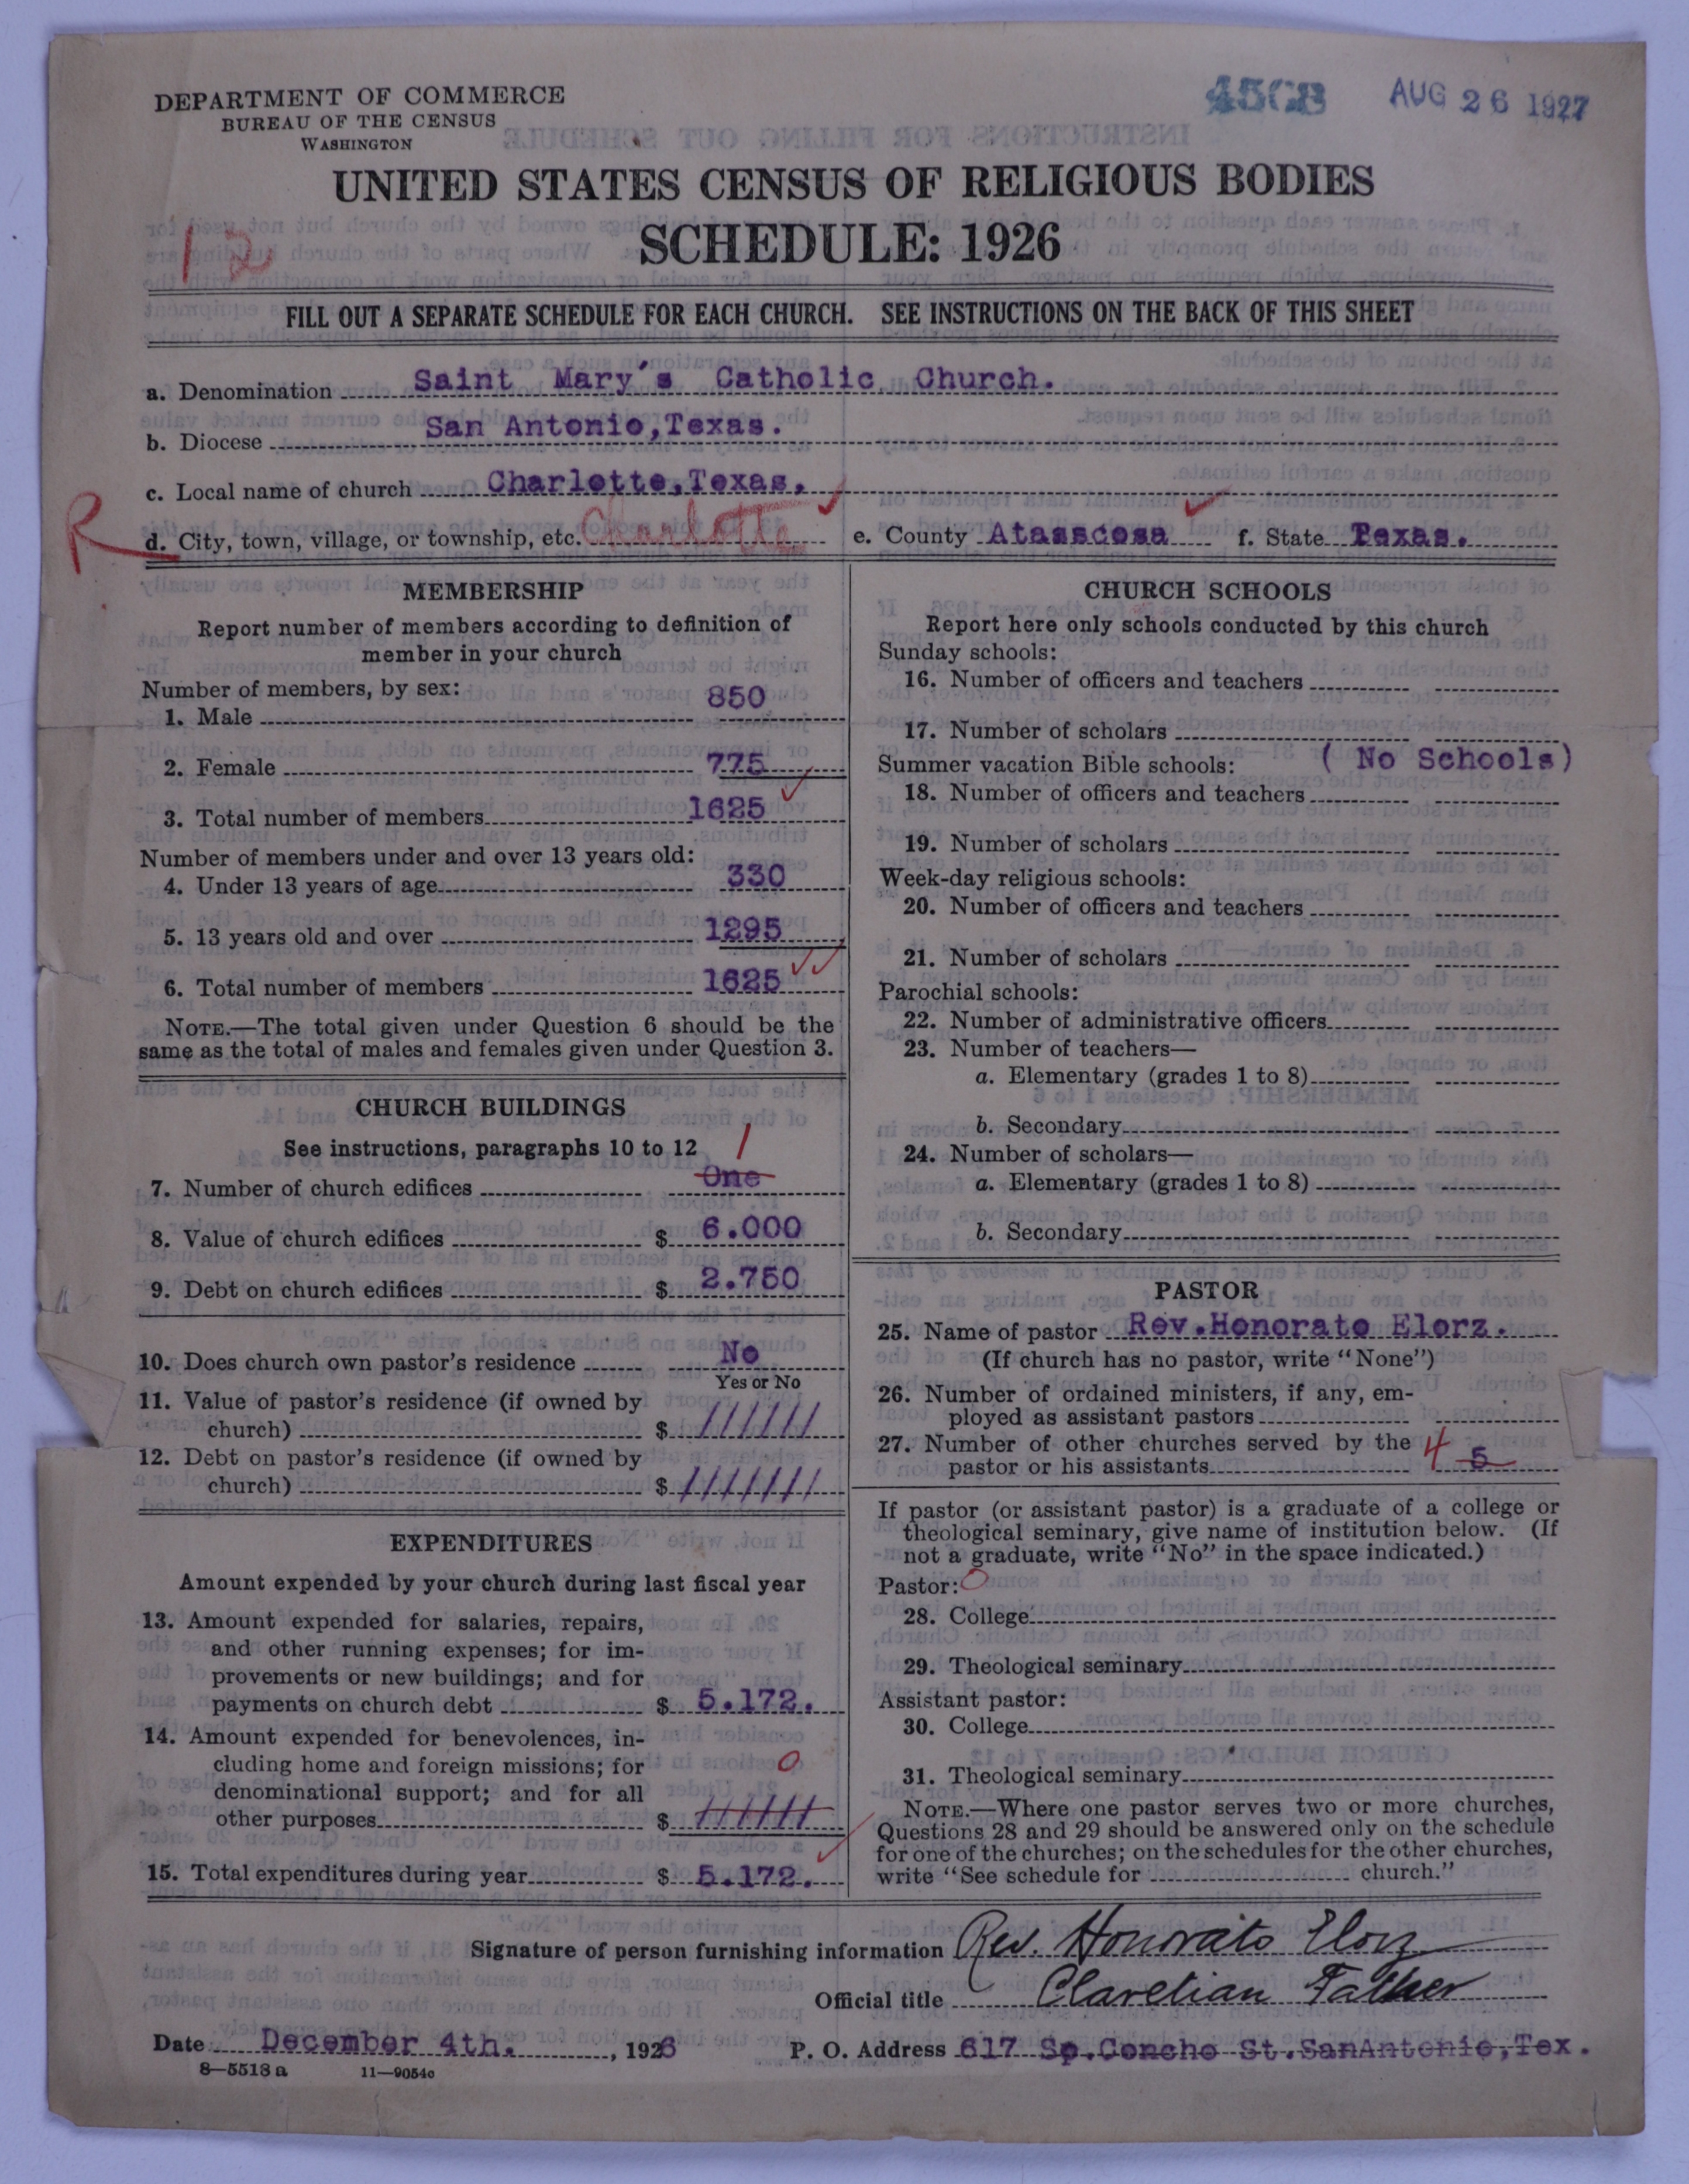 DEPARTMENT OF COMMERCE
BUREAU OF THE CENSUS
WASHINGTON
AUG 26 1927
UNITED STATES CENSUS OF RELIGIOUS BODIES
SCHEDULE: 1926
12
FILL OUT A SEPARATE SCHEDULE FOR EACH CHURCH. SEE INSTRUCTIONS ON THE BACK OF THIS SHEET
a. Denomination Saint Mary's Catholic Church.
b. Diocese San Antonio,Texas.
c. Local name of church Charlotte,Texas.
R
d. City, town, village, or township, etc. Charlotte e. County Atasscosa f. State Texas.
MEMBERSHIP
Report number of members according to definition of
member in your church
Number of members, by sex:
1. Male 850
2. Female 775
3. Total number of members 1625
Number of members under and over 13 years old:
4. Under 13 years of age 330
5. 13 years old and over 1295
6. Total number of members 1625
NOTE.—The total given under Question 6 should be the
same as the total of males and females given under Question 3.
CHURCH BUILDINGS
See instructions, paragraphs 10 to 12 1
7. Number of church edifices One
8. Value of church edifices $ 6.000
9. Debt on church edifices $ 2.750
10. Does church own pastor's residence No
Yes or No
11. Value of pastor's residence (if owned by
church) $ //////
12. Debt on pastor's residence (if owned by
church) $ ///////
EXPENDITURES
Amount expended by your church during last fiscal year
13. Amount expended for salaries, repairs,
and other running expenses; for im-
provements or new buildings; and for
payments on church debt $ 5.172.
14. Amount expended for benevolences, in-
cluding home and foreign missions; for 0
denominational support; and for all
other purposes $ //////
15. Total expenditures during year $ 5.172.
CHURCH SCHOOLS
Report here only schools conducted by this church
Sunday schools:
16. Number of officers and teachers
17. Number of scholars
Summer vacation Bible schools: ( No Schools)
18. Number of officers and teachers
19. Number of scholars
Week-day religious schools:
20. Number of officers and teachers
21. Number of scholars
Parochial schools:
22. Number of administrative officers
23. Number of teachers—
a. Elementary (grades 1 to 8)
b. Secondary
24. Number of scholars—
a. Elementary (grades 1 to 8)
b. Secondary
PASTOR
25. Name of pastor Rev.Honorato Elorz.
(If church has no pastor, write "None")
26. Number of ordained ministers, if any, em-
ployed as assistant pastors
27. Number of other churches served by the 4
pastor or his assistants 5
If pastor (or assistant pastor) is a graduate of a college or
theological seminary, give name of institution below. (If
not a graduate, write "No" in the space indicated.)
Pastor: O
28. College
29. Theological seminary
Assistant pastor:
30. College
31. Theological seminary
NOTE.—Where one pastor serves two or more churches,
Questions 28 and 29 should be answered only on the schedule
for one of the churches; on the schedules for the other churches,
write "See schedule for church."
Signature of person furnishing information Rev. Honorato Elorz
Official title Claretian Father
Date December 4th. , 1926 P. O. Address 617 Sp.Concho St.SanAntonio,Tex.
8—5518 a 11—9054c